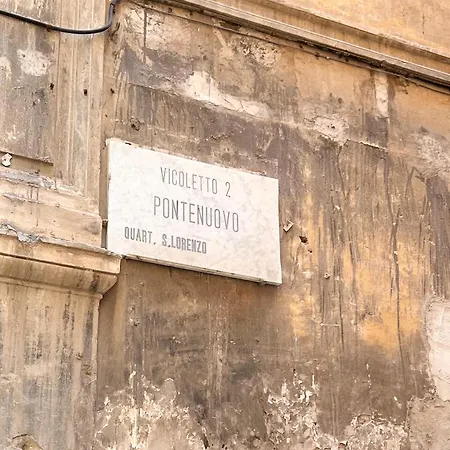 VICOLETTO 2
PONTENUOVO
QUART. S. LORENZO